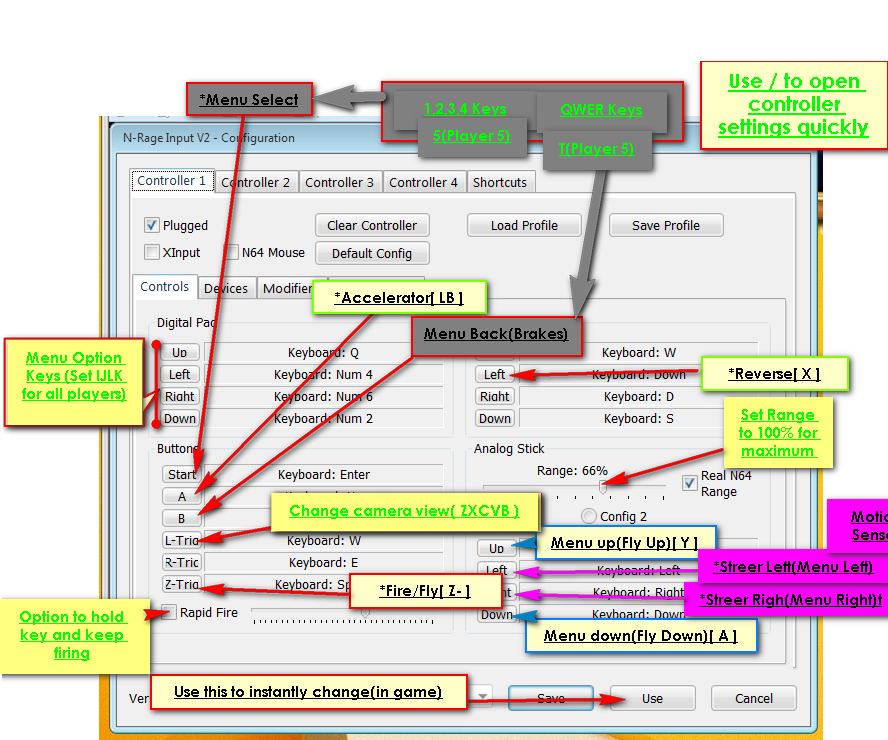 *Menu Select
1,2,3,4 Keys
5(Player 5)
QWER Keys
T(Player 5)
Use / to open
controller
settings quickly
N-Rage Input V2 - Configuration
Controller 1
Controller 2
Controller 3
Controller 4
Shortcuts
Plugged
Clear Controller
Load Profile
Save Profile
XInput
N64 Mouse
Default Config
Controls
Devices
Modifier
*Accelerator[ LB ]
Digital Pad
Menu Back(Brakes)
Menu Option
Keys (Set IJLK
for all players)
Up
Keyboard: Q
Keyboard: W
Left
Keyboard: Num 4
Left
Keyboard: Down
*Reverse[ X ]
Right
Keyboard: Num 6
Right
Keyboard: D
Down
Keyboard: Num 2
Down
Keyboard: S
Set Range
to 100% for
maximum
Buttons
Analog Stick
Start
Keyboard: Enter
Range: 66%
Real N64
Range
A
B
Change camera view( ZXCVB )
Config 2
L-Trig
Keyboard: W
Up
Menu up(Fly Up)[ Y ]
R-Trig
Keyboard: E
Left
Keyboard: Left
*Streer Left(Menu Left)
Z-Trig
Keyboard: Sp
*Fire/Fly[ Z- ]
Keyboard: Right
*Streer Righ(Menu Right)t
Rapid Fire
Down
Keyboard: Down
Menu down(Fly Down)[ A ]
Option to hold
key and keep
firing
Ver
Use this to instantly change(in game)
Save
Use
Cancel